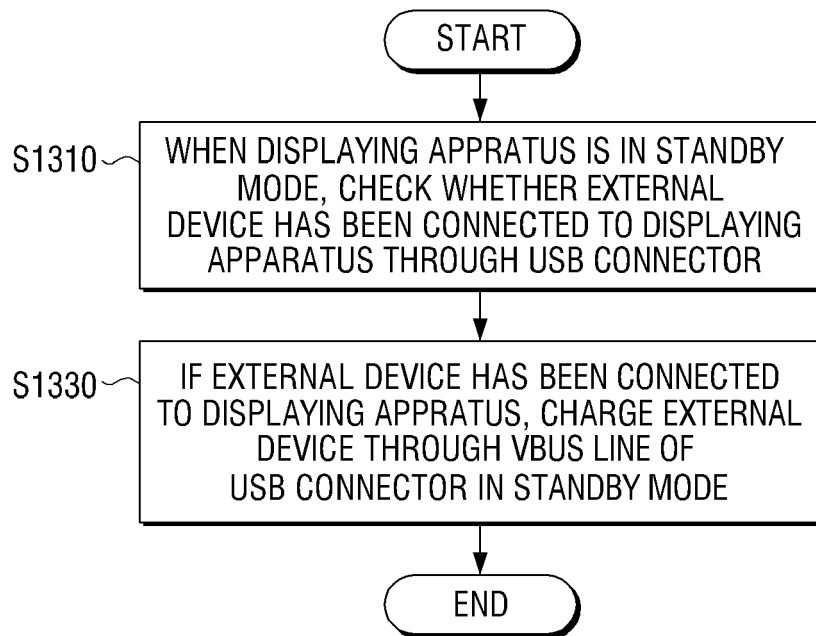 START
S1310
WHEN DISPLAYING APPRATUS IS IN STANDBY
MODE, CHECK WHETHER EXTERNAL
DEVICE HAS BEEN CONNECTED TO DISPLAYING
APPARATUS THROUGH USB CONNECTOR
S1330
IF EXTERNAL DEVICE HAS BEEN CONNECTED
TO DISPLAYING APPRATUS, CHARGE EXTERNAL
DEVICE THROUGH VBUS LINE OF
USB CONNECTOR IN STANDBY MODE
END